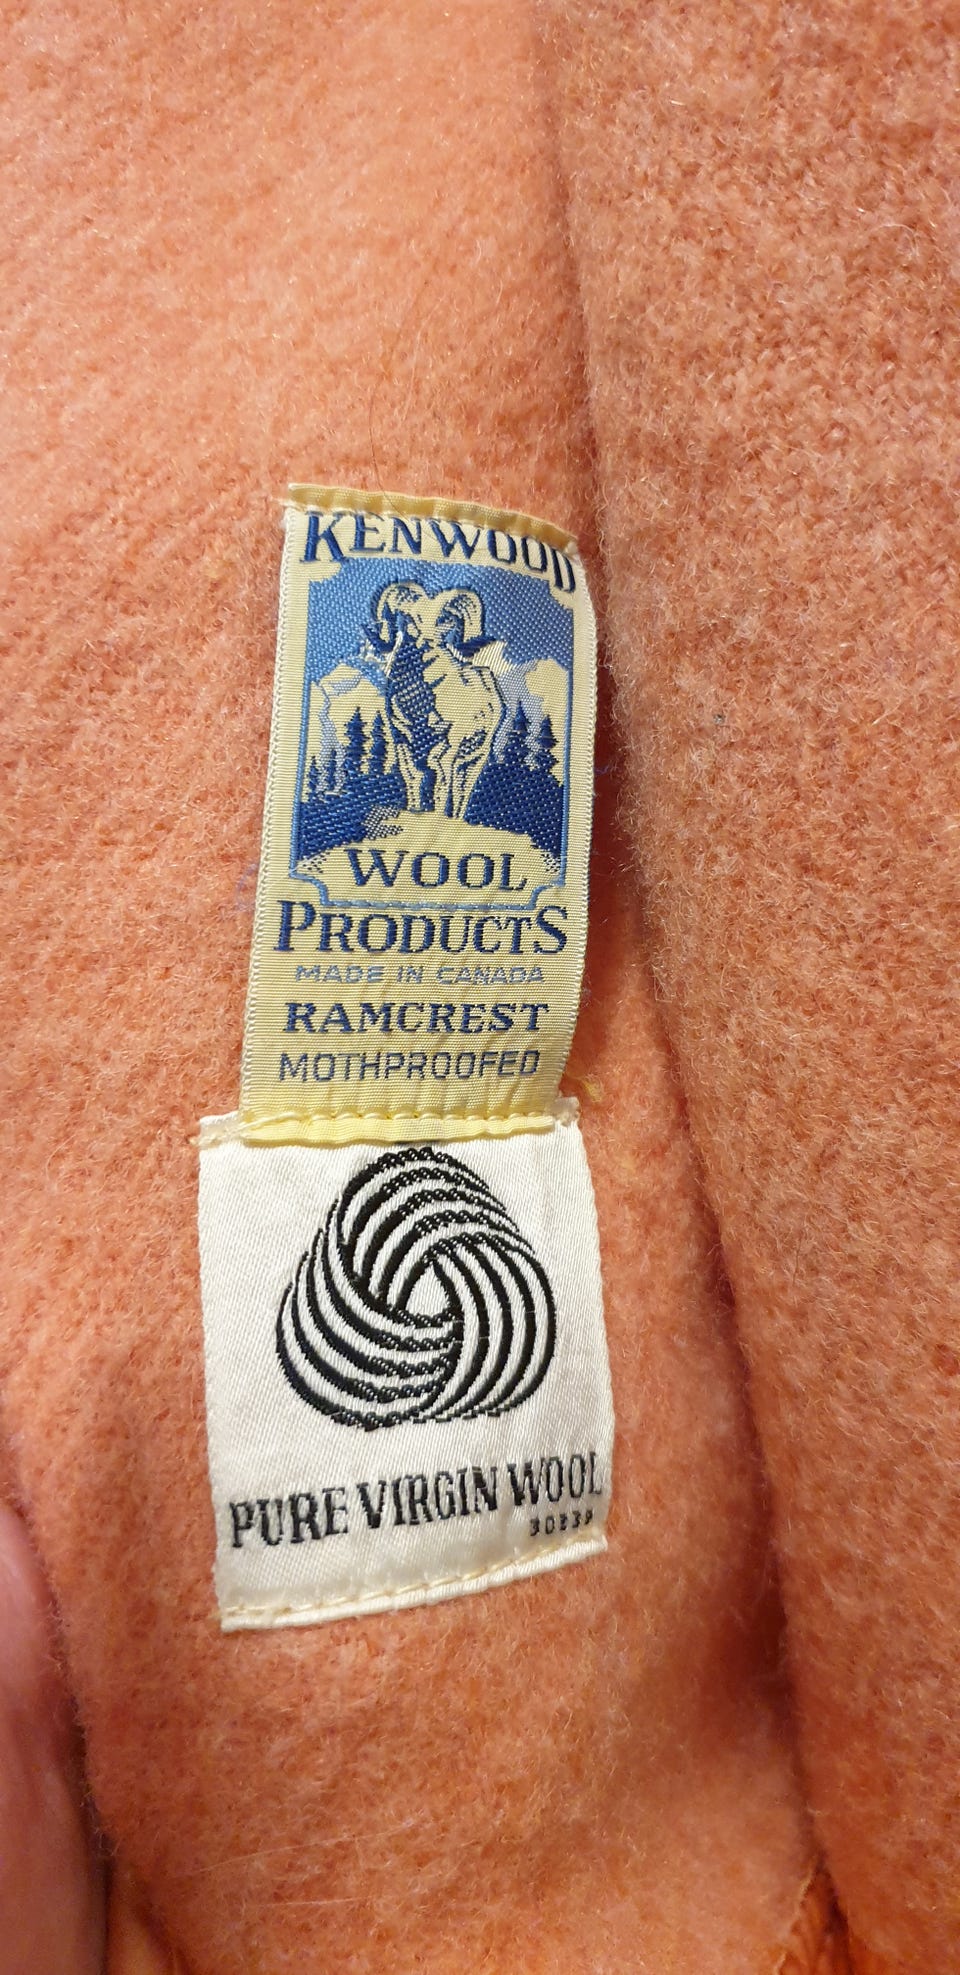 KENWOOD
WOOL
PRODUCTS
MADE IN CANADA
RAMCREST
MOTHPROOFED
PURE VIRGIN WOOL